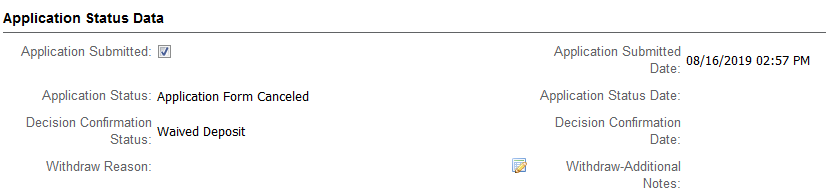 Application Status Data
Application Submitted:
Application Submitted
Date: 08/16/2019 02:57 PM
Application Status: Application Form Canceled
Application Status Date:
Decision Confirmation
Status: Waived Deposit
Decision Confirmation
Date:
Withdraw Reason:
Withdraw-Additional
Notes: